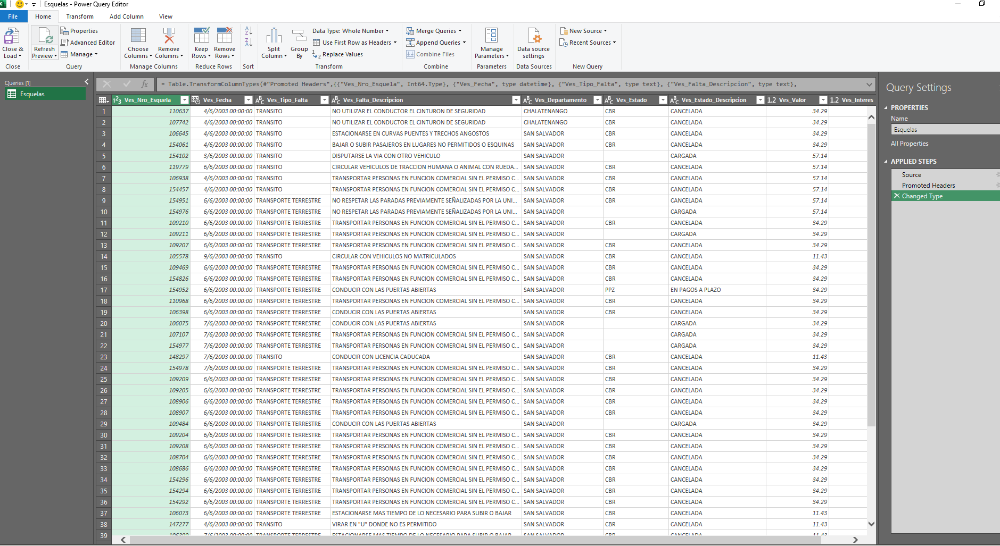 Esquelas - Power Query Editor
File Home Transform Add Column View
Close & Load
Refresh Preview
Properties
Advanced Editor
Manage
Choose Columns
Remove Columns
Keep Rows
Remove Rows
Split Column
Group By
Data Type: Whole Number
Use First Row as Headers
Replace Values
Merge Queries
Append Queries
Combine Files
Manage Parameters
Data source settings
New Source
Recent Sources
Close Query Manage Columns Reduce Rows Sort Transform Combine Parameters Data Sources New Query
Queries [1]
Esquelas
fx = Table.TransformColumnTypes(#"Promoted Headers",{{"Ves_Nro_Esquela", Int64.Type}, {"Ves_Fecha", type datetime}, {"Ves_Tipo_Falta", type text}, {"Ves_Falta_Descripcion", type text},
Ves_Nro_Esquela Ves_Fecha Ves_Tipo_Falta Ves_Falta_Descripcion Ves_Departamento Ves_Estado Ves_Estado_Descripcion 1.2 Ves_Valor 1.2 Ves_Interes
1 110637 4/6/2003 00:00:00 TRANSITO NO UTILIZAR EL CONDUCTOR EL CINTURON DE SEGURIDAD CHALATENANGO CBR CANCELADA 34.29
2 107742 4/6/2003 00:00:00 TRANSITO NO UTILIZAR EL CONDUCTOR EL CINTURON DE SEGURIDAD CHALATENANGO CBR CANCELADA 34.29
3 106645 4/6/2003 00:00:00 TRANSITO ESTACIONARSE EN CURVAS PUENTES Y TRECHOS ANGOSTOS SAN SALVADOR CBR CANCELADA 34.29
4 154061 4/6/2003 00:00:00 TRANSITO BAJAR O SUBIR PASAJEROS EN LUGARES NO PERMITIDOS O ESQUINAS SAN SALVADOR CBR CANCELADA 34.29
5 154102 3/6/2003 00:00:00 TRANSITO DISPUTARSE LA VIA CON OTRO VEHICULO SAN SALVADOR CARGADA 57.14
6 119779 6/6/2003 00:00:00 TRANSITO CIRCULAR VEHICULOS DE TRACCION HUMANA O ANIMAL CON RUEDA... SAN SALVADOR CBR CANCELADA 57.14
7 106938 4/6/2003 00:00:00 TRANSITO TRANSPORTAR PERSONAS EN FUNCION COMERCIAL SIN EL PERMISO C... SAN SALVADOR CBR CANCELADA 57.14
8 154457 4/6/2003 00:00:00 TRANSITO TRANSPORTAR PERSONAS EN FUNCION COMERCIAL SIN EL PERMISO C... SAN SALVADOR CBR CANCELADA 57.14
9 154951 6/6/2003 00:00:00 TRANSPORTE TERRESTRE NO RESPETAR LAS PARADAS PREVIAMENTE SEÑALIZADAS POR LA UNI... SAN SALVADOR CBR CANCELADA 57.14
10 154976 6/6/2003 00:00:00 TRANSPORTE TERRESTRE NO RESPETAR LAS PARADAS PREVIAMENTE SEÑALIZADAS POR LA UNI... SAN SALVADOR CARGADA 57.14
11 109210 6/6/2003 00:00:00 TRANSPORTE TERRESTRE TRANSPORTAR PERSONAS EN FUNCION COMERCIAL SIN EL PERMISO C... SAN SALVADOR CBR CANCELADA 34.29
12 109211 6/6/2003 00:00:00 TRANSPORTE TERRESTRE TRANSPORTAR PERSONAS EN FUNCION COMERCIAL SIN EL PERMISO C... SAN SALVADOR CARGADA 34.29
13 109207 6/6/2003 00:00:00 TRANSPORTE TERRESTRE TRANSPORTAR PERSONAS EN FUNCION COMERCIAL SIN EL PERMISO C... SAN SALVADOR CBR CANCELADA 34.29
14 105578 9/6/2003 00:00:00 TRANSITO CIRCULAR CON VEHICULOS NO MATRICULADOS SAN SALVADOR CBR CANCELADA 11.43
15 109469 6/6/2003 00:00:00 TRANSPORTE TERRESTRE TRANSPORTAR PERSONAS EN FUNCION COMERCIAL SIN EL PERMISO C... SAN SALVADOR CBR CANCELADA 34.29
16 154826 6/6/2003 00:00:00 TRANSPORTE TERRESTRE TRANSPORTAR PERSONAS EN FUNCION COMERCIAL SIN EL PERMISO C... SAN SALVADOR CBR CANCELADA 34.29
17 154952 6/6/2003 00:00:00 TRANSPORTE TERRESTRE CONDUCIR CON LAS PUERTAS ABIERTAS SAN SALVADOR PPZ EN PAGOS A PLAZO 34.29
18 110968 6/6/2003 00:00:00 TRANSPORTE TERRESTRE TRANSPORTAR PERSONAS EN FUNCION COMERCIAL SIN EL PERMISO C... SAN SALVADOR CBR CANCELADA 34.29
19 106398 6/6/2003 00:00:00 TRANSPORTE TERRESTRE CONDUCIR CON LAS PUERTAS ABIERTAS SAN SALVADOR CBR CANCELADA 34.29
20 106075 7/6/2003 00:00:00 TRANSPORTE TERRESTRE CONDUCIR CON LAS PUERTAS ABIERTAS SAN SALVADOR CARGADA 34.29
21 107107 7/6/2003 00:00:00 TRANSPORTE TERRESTRE TRANSPORTAR PERSONAS EN FUNCION COMERCIAL SIN EL PERMISO C... SAN SALVADOR CARGADA 34.29
22 154977 7/6/2003 00:00:00 TRANSPORTE TERRESTRE TRANSPORTAR PERSONAS EN FUNCION COMERCIAL SIN EL PERMISO C... SAN SALVADOR CARGADA 34.29
23 148297 7/6/2003 00:00:00 TRANSITO CONDUCIR CON LICENCIA CADUCADA SAN SALVADOR CBR CANCELADA 11.43
24 154978 7/6/2003 00:00:00 TRANSPORTE TERRESTRE TRANSPORTAR PERSONAS EN FUNCION COMERCIAL SIN EL PERMISO C... SAN SALVADOR CBR CANCELADA 34.29
25 109209 6/6/2003 00:00:00 TRANSPORTE TERRESTRE TRANSPORTAR PERSONAS EN FUNCION COMERCIAL SIN EL PERMISO C... SAN SALVADOR CBR CANCELADA 34.29
26 109205 6/6/2003 00:00:00 TRANSPORTE TERRESTRE TRANSPORTAR PERSONAS EN FUNCION COMERCIAL SIN EL PERMISO C... SAN SALVADOR CBR CANCELADA 34.29
27 108906 6/6/2003 00:00:00 TRANSPORTE TERRESTRE TRANSPORTAR PERSONAS EN FUNCION COMERCIAL SIN EL PERMISO C... SAN SALVADOR CBR CANCELADA 34.29
28 108907 6/6/2003 00:00:00 TRANSPORTE TERRESTRE TRANSPORTAR PERSONAS EN FUNCION COMERCIAL SIN EL PERMISO C... SAN SALVADOR CBR CANCELADA 34.29
29 109484 6/6/2003 00:00:00 TRANSPORTE TERRESTRE CONDUCIR CON LAS PUERTAS ABIERTAS SAN SALVADOR CARGADA 34.29
30 109204 6/6/2003 00:00:00 TRANSPORTE TERRESTRE TRANSPORTAR PERSONAS EN FUNCION COMERCIAL SIN EL PERMISO C... SAN SALVADOR CBR CANCELADA 34.29
31 109208 6/6/2003 00:00:00 TRANSPORTE TERRESTRE TRANSPORTAR PERSONAS EN FUNCION COMERCIAL SIN EL PERMISO C... SAN SALVADOR CBR CANCELADA 34.29
32 108704 6/6/2003 00:00:00 TRANSPORTE TERRESTRE TRANSPORTAR PERSONAS EN FUNCION COMERCIAL SIN EL PERMISO C... SAN SALVADOR CBR CANCELADA 34.29
33 108686 6/6/2003 00:00:00 TRANSPORTE TERRESTRE TRANSPORTAR PERSONAS EN FUNCION COMERCIAL SIN EL PERMISO C... SAN SALVADOR CBR CANCELADA 34.29
34 154296 6/6/2003 00:00:00 TRANSPORTE TERRESTRE TRANSPORTAR PERSONAS EN FUNCION COMERCIAL SIN EL PERMISO C... SAN SALVADOR CBR CANCELADA 34.29
35 154294 6/6/2003 00:00:00 TRANSPORTE TERRESTRE TRANSPORTAR PERSONAS EN FUNCION COMERCIAL SIN EL PERMISO C... SAN SALVADOR CBR CANCELADA 34.29
36 154292 6/6/2003 00:00:00 TRANSPORTE TERRESTRE TRANSPORTAR PERSONAS EN FUNCION COMERCIAL SIN EL PERMISO C... SAN SALVADOR CBR CANCELADA 34.29
37 106073 6/6/2003 00:00:00 TRANSPORTE TERRESTRE ESTACIONARSE MAS TIEMPO DE LO NECESARIO PARA SUBIR O BAJAR SAN SALVADOR CBR CANCELADA 11.43
38 147277 4/6/2003 00:00:00 TRANSITO VIRAR EN "U" DONDE NO ES PERMITIDO SAN SALVADOR CBR CANCELADA 11.43
39
Query Settings
PROPERTIES
Name
Esquelas
All Properties
APPLIED STEPS
Source
Promoted Headers
Changed Type